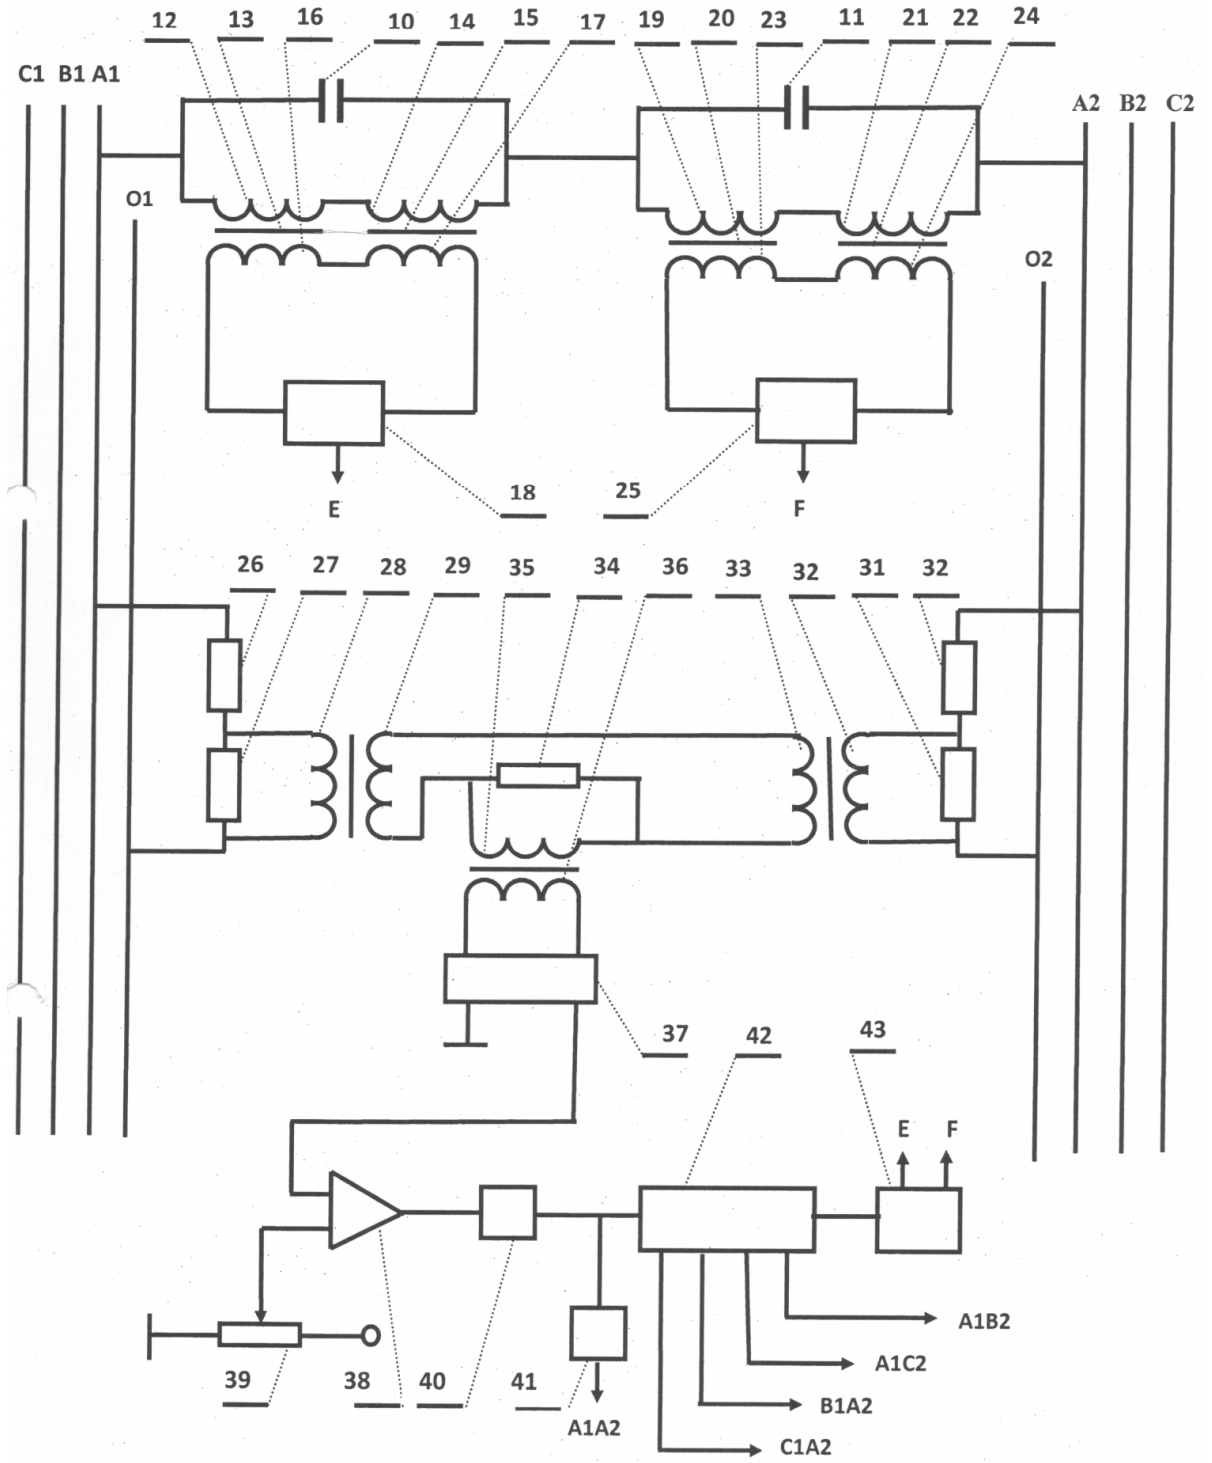 12 13 16 10 14 15 17 19 20 23 11 21 22 24
C1 B1 A1 A2 B2 C2
O1
O2
E 18 25 F
26 27 28 29 35 34 36 33 32 31 32
37 42 43
E F
A1B2
39 38 40 41 A1C2
A1A2 B1A2
C1A2